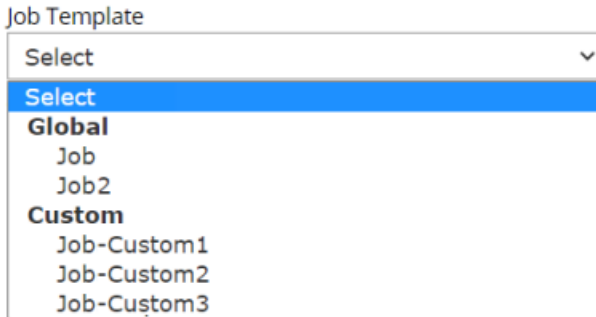 Job Template
Select
Select
Global
Job
Job2
Custom
Job-Custom1
Job-Custom2
Job-Custom3